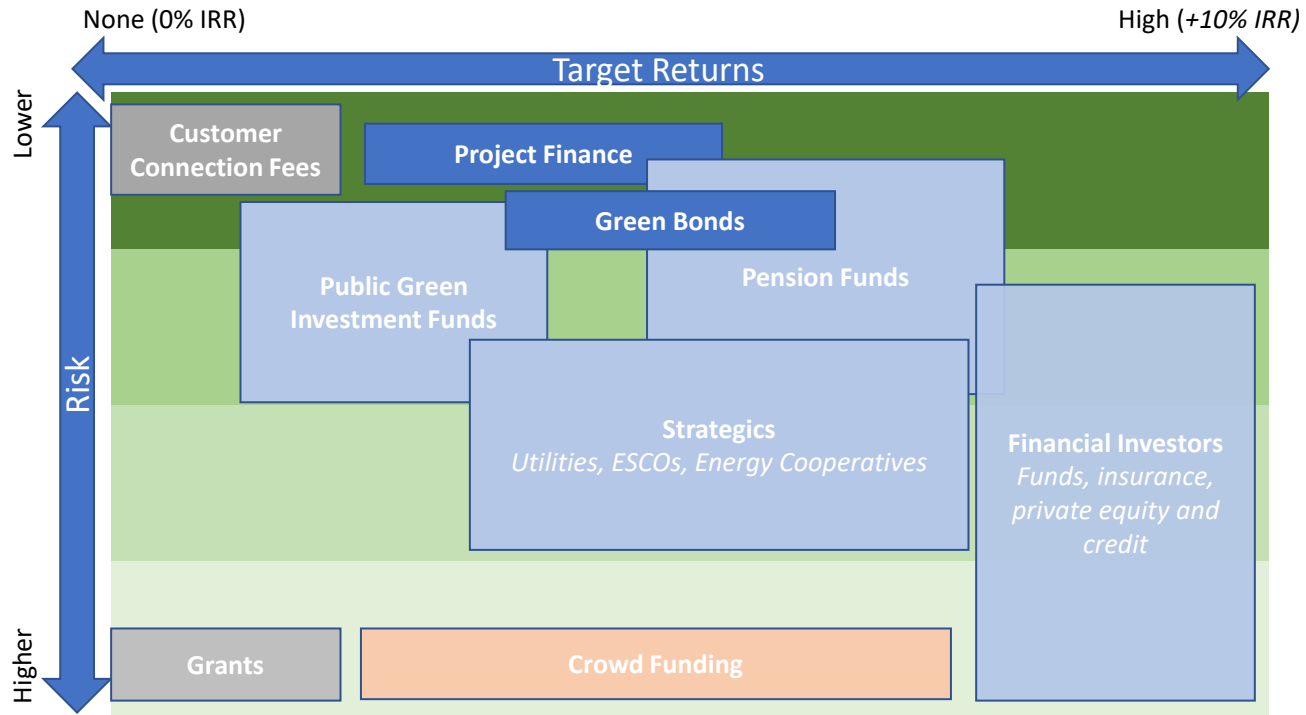 None (0% IRR)
High (+10% IRR)
Target Returns
Lower
Risk
Higher
Customer
Connection Fees
Project Finance
Green Bonds
Public Green
Investment Funds
Pension Funds
Strategics
Utilities, ESCOs, Energy Cooperatives
Financial Investors
Funds, insurance,
private equity and
credit
Grants
Crowd Funding